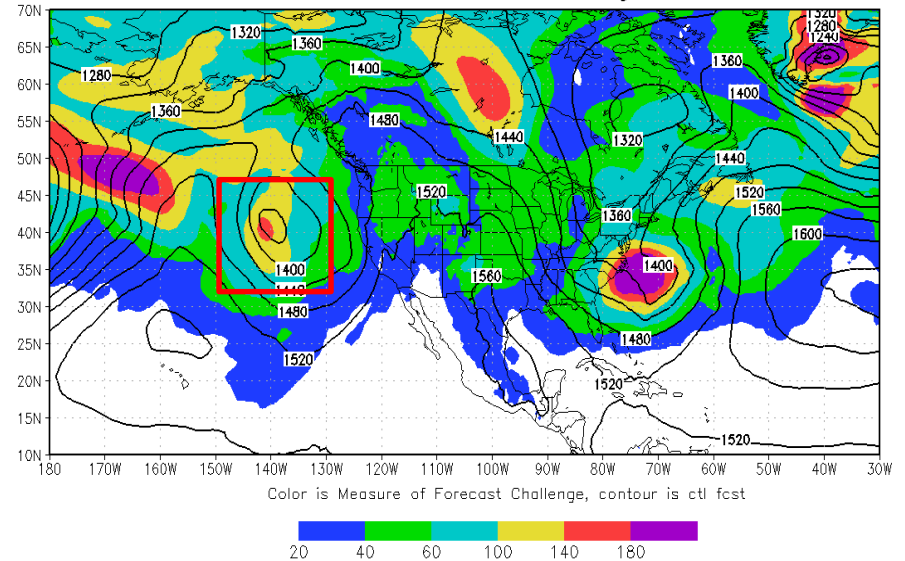 70N
1320
1280
1240
1320
1360
65N
1360
1280
1400
60N
1400
1360
55N
1480
1440
1320
50N
1440
45N
1520
1520
1560
1360
40N
1600
35N
1400
1400
1560
1440
30N
1480
1480
25N
1520
1520
20N
15N
1520
10N
180 170W 160W 150W 140W 130W 120W 110W 100W 90W 80W 70W 60W 50W 40W 30W
Color is Measure of Forecast Challenge, contour is ctl fcst
20 40 60 100 140 180